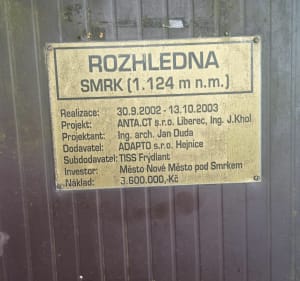 ROZHLEDNA
SMRK (1.124 m n.m.)
Realizace: 30.9.2002 - 13.10.2003
Projekt: ANTA.CT s.r.o. Liberec, Ing. J.Khol
Projektant: Ing. arch. Jan Duda
Dodavatel: ADAPTO s.r.o. Hejnice
Subdodavatel: TISS Frýdlant
Investor: Město Nové Město pod Smrkem
Náklad: 3.600.000,-Kč